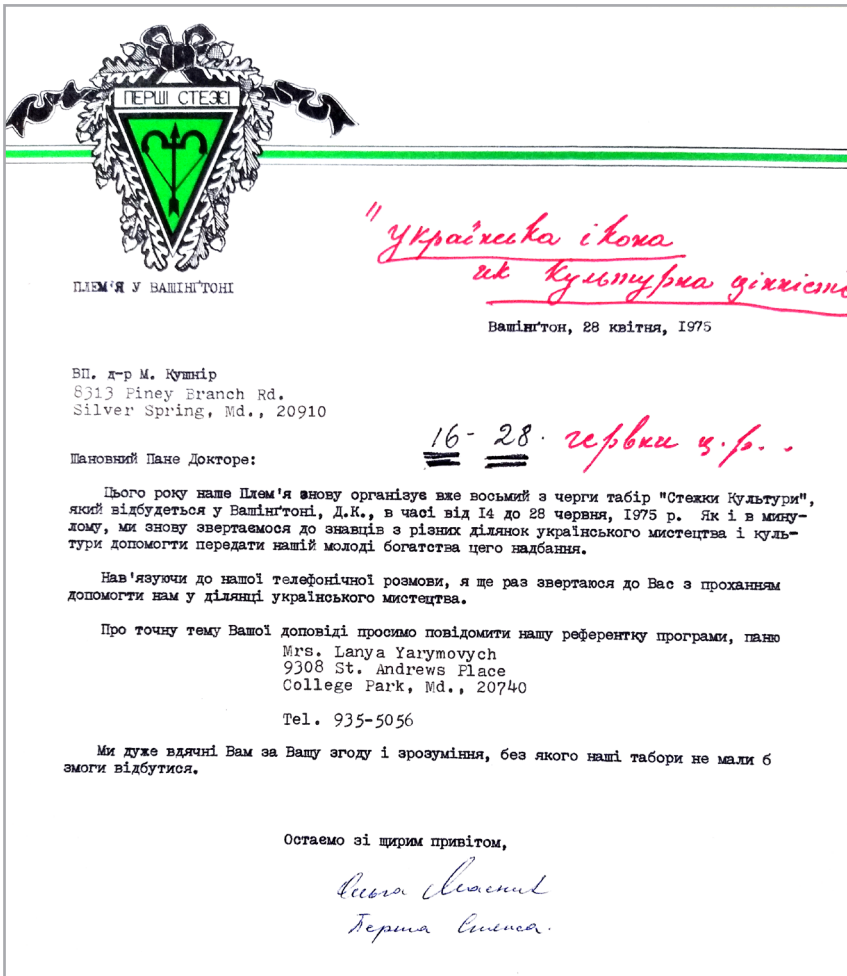 ПЕРШІ СТЕЖІ
"Українська ікона
як культурна цінність
ПЛЕМ'Я У ВАШІНҐТОНІ
Вашінґтон, 28 квітня, I975
ВП. д-р М. Кушнір
8313 Piney Branch Rd.
Silver Spring, Md., 20910
16 - 28. червня ц.р..
Шановний Пане Докторе:
Цього року наше Плем'я знову організує вже восьмий з черги табір "Стежки Культури",
який відбудеться у Вашінґтоні, Д.К., в часі від I4 до 28 червня, I975 р. Як і в мину-
лому, ми знову звертаємося до знавців з різних ділянок українського мистецтва і куль-
тури допомогти передати нашій молоді богатства цего надбання.
Нав'язуючи до нашої телефонічної розмови, я ще раз звертаюся до Вас з проханням
допомогти нам у ділянці українського мистецтва.
Про точну тему Вашої доповіді просимо повідомити нашу референтку програми, паню
Mrs. Lanya Yarymovych
9308 St. Andrews Place
College Park, Md., 20740
Tel. 935-5056
Ми дуже вдячні Вам за Вашу згоду і зрозуміння, без якого наші табори не мали б
змоги відбутися.
Остаємо зі щирим привітом,
Ольга
Перша